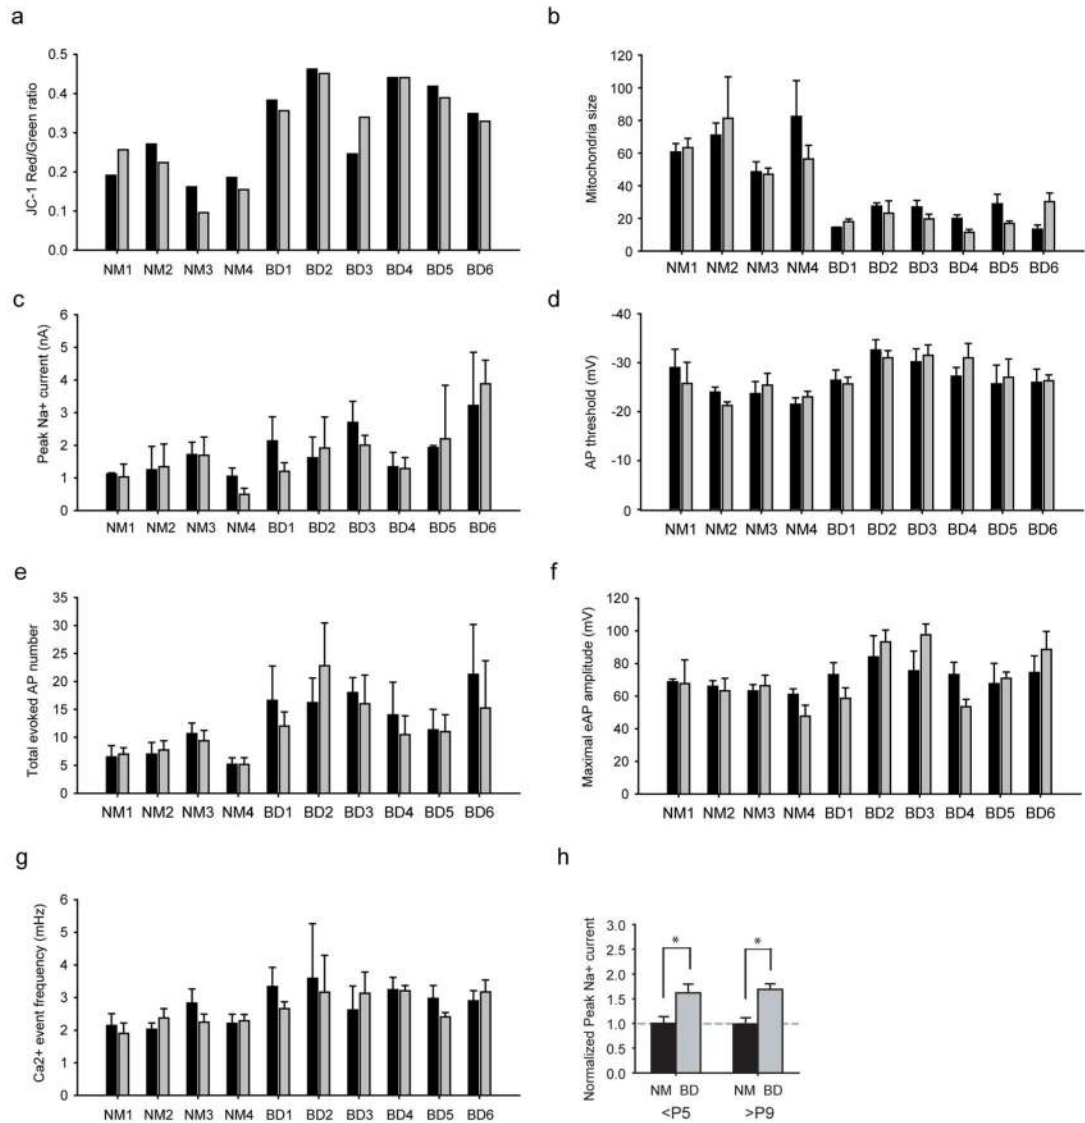 a
JC-1 Red/Green ratio
0.5
0.4
0.3
0.2
0.1
0.0
NM1 NM2 NM3 NM4 BD1 BD2 BD3 BD4 BD5 BD6
b
Mitochondria size
120
100
80
60
40
20
0
NM1 NM2 NM3 NM4 BD1 BD2 BD3 BD4 BD5 BD6
c
Peak Na+ current (nA)
6
5
4
3
2
1
0
NM1 NM2 NM3 NM4 BD1 BD2 BD3 BD4 BD5 BD6
d
AP threshold (mV)
-40
-30
-20
-10
0
NM1 NM2 NM3 NM4 BD1 BD2 BD3 BD4 BD5 BD6
e
Total evoked AP number
35
30
25
20
15
10
5
0
NM1 NM2 NM3 NM4 BD1 BD2 BD3 BD4 BD5 BD6
f
Maximal eAP amplitude (mV)
120
100
80
60
40
20
0
NM1 NM2 NM3 NM4 BD1 BD2 BD3 BD4 BD5 BD6
g
Ca2+ event frequency (mHz)
6
5
4
3
2
1
0
NM1 NM2 NM3 NM4 BD1 BD2 BD3 BD4 BD5 BD6
h
Normalized Peak Na+ current
3.0
2.5
2.0
1.5
1.0
0.5
0.0
* *
NM BD NM BD
<P5 >P9